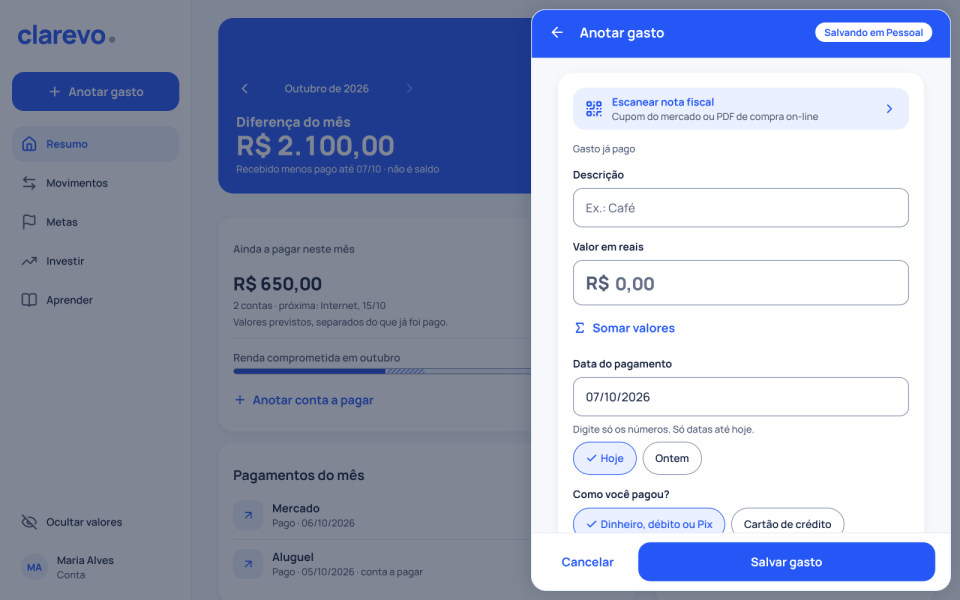 clarevo
+ Anotar gasto
Resumo
Movimentos
Metas
Investir
Aprender
Ocultar valores
MA
Maria Alves
Conta
Outubro de 2026
Diferença do mês
R$ 2.100,00
Recebido menos pago até 07/10 · não é saldo
Ainda a pagar neste mês
R$ 650,00
2 contas · próxima: Internet, 15/10
Valores previstos, separados do que já foi pago.
Renda comprometida em outubro
+ Anotar conta a pagar
Pagamentos do mês
Mercado
Pago · 06/10/2026
Aluguel
Pago · 05/10/2026 · conta a pagar
Anotar gasto
Salvando em Pessoal
Escanear nota fiscal
Cupom do mercado ou PDF de compra on-line
Gasto já pago
Descrição
Ex.: Café
Valor em reais
R$ 0,00
Σ Somar valores
Data do pagamento
07/10/2026
Digite só os números. Só datas até hoje.
Hoje
Ontem
Como você pagou?
Dinheiro, débito ou Pix
Cartão de crédito
Cancelar
Salvar gasto